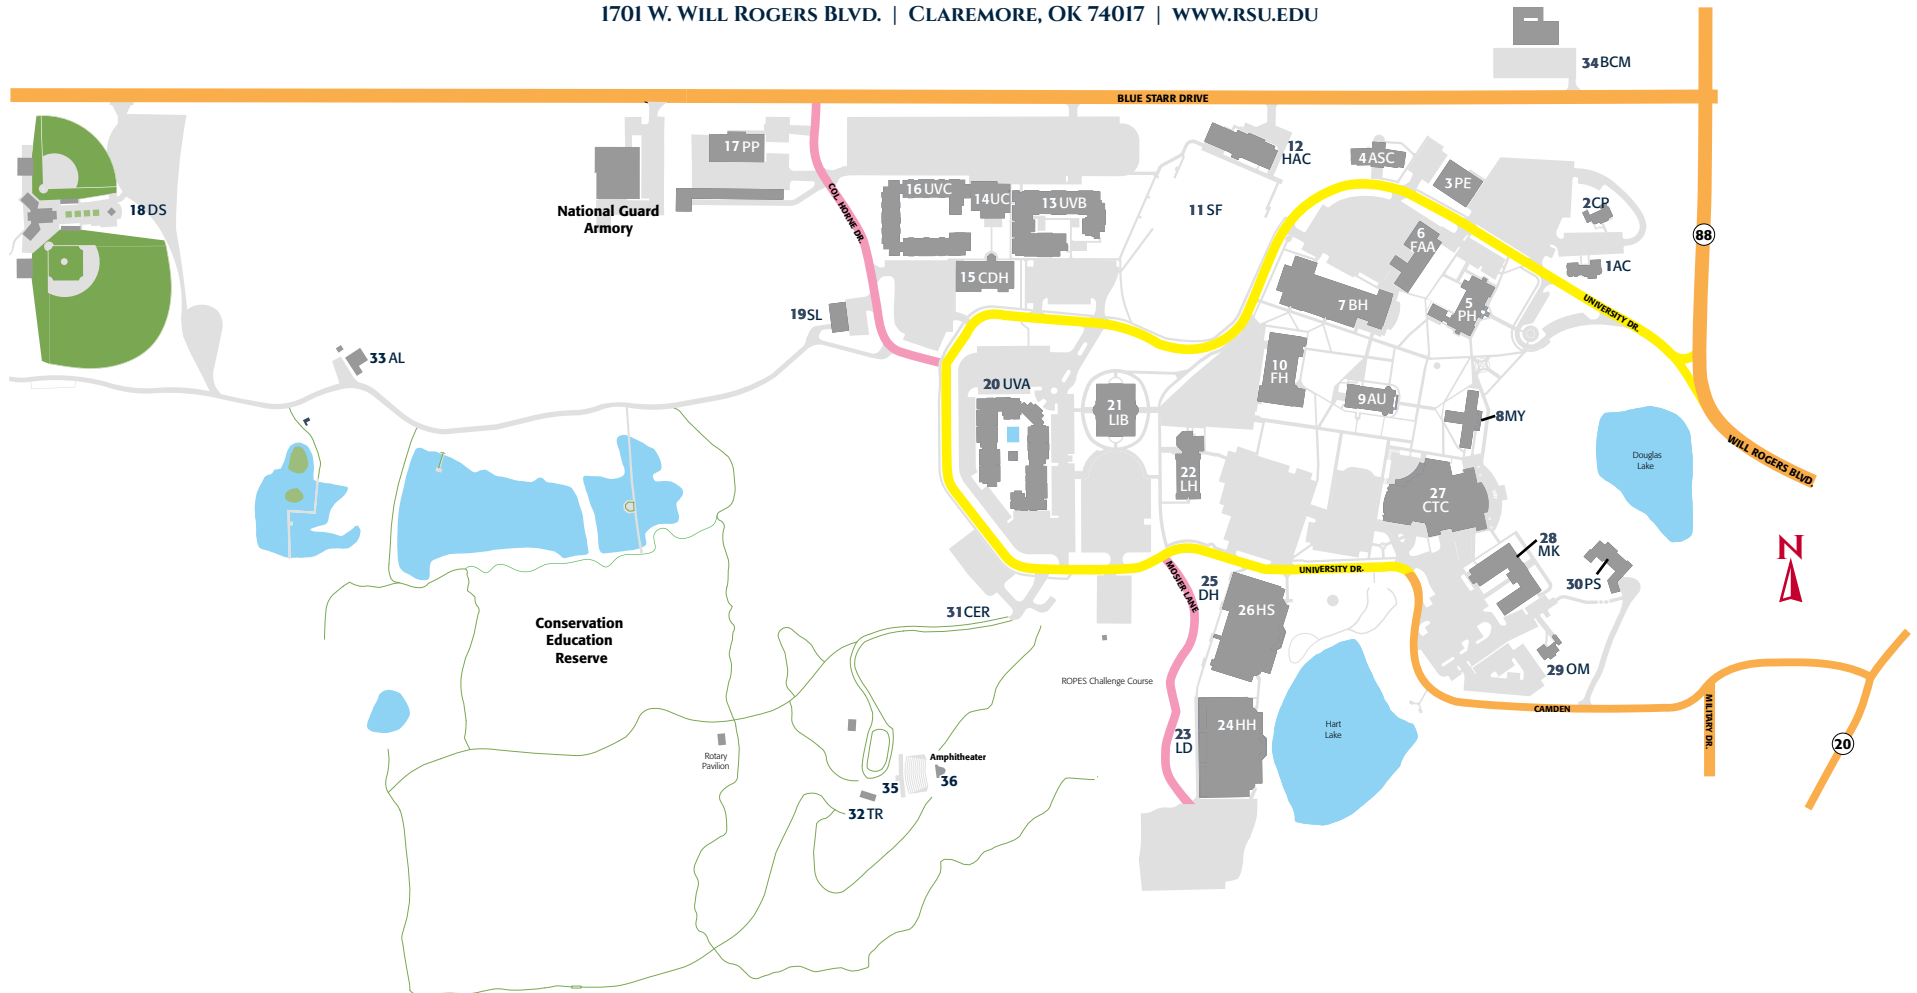 1701 W. Will Rogers Blvd. | Claremore, OK 74017 | www.rsu.edu
34 BCM
BLUE STARR DRIVE
12
HAC
17 PP
4 ASC
3 PE
COL. HORNE DR.
16 UVC
14 UC
13 UVB
2 CP
18 DS
National Guard
Armory
11 SF
6
FAA
88
1 AC
15 CDH
7 BH
5
PH
UNIVERSITY DR.
19 SL
33 AL
10
FH
20 UVA
9 AU
21
LIB
8 MY
L
WILL ROGERS BLVD.
Douglas
Lake
22
LH
27
CTC
28
MK
N
UNIVERSITY DR.
MOSIER LANE
25
DH
30 PS
31 CER
26 HS
Conservation
Education
Reserve
29 OM
ROPES Challenge Course
CAMDEN
MILITARY DR.
24 HH
Hart
Lake
23
LD
20
Rotary
Pavilion
Amphitheater
35
36
32 TR